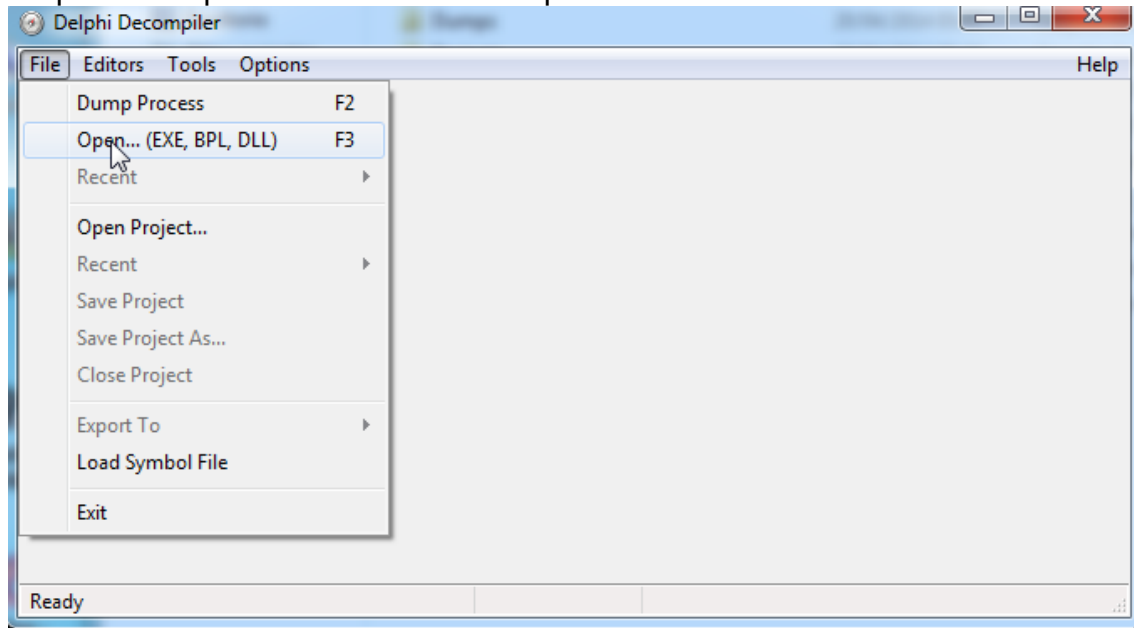 Delphi Decompiler
File Editors Tools Options Help
Dump Process F2
Open... (EXE, BPL, DLL) F3
Recent
Open Project...
Recent
Save Project
Save Project As...
Close Project
Export To
Load Symbol File
Exit
Ready